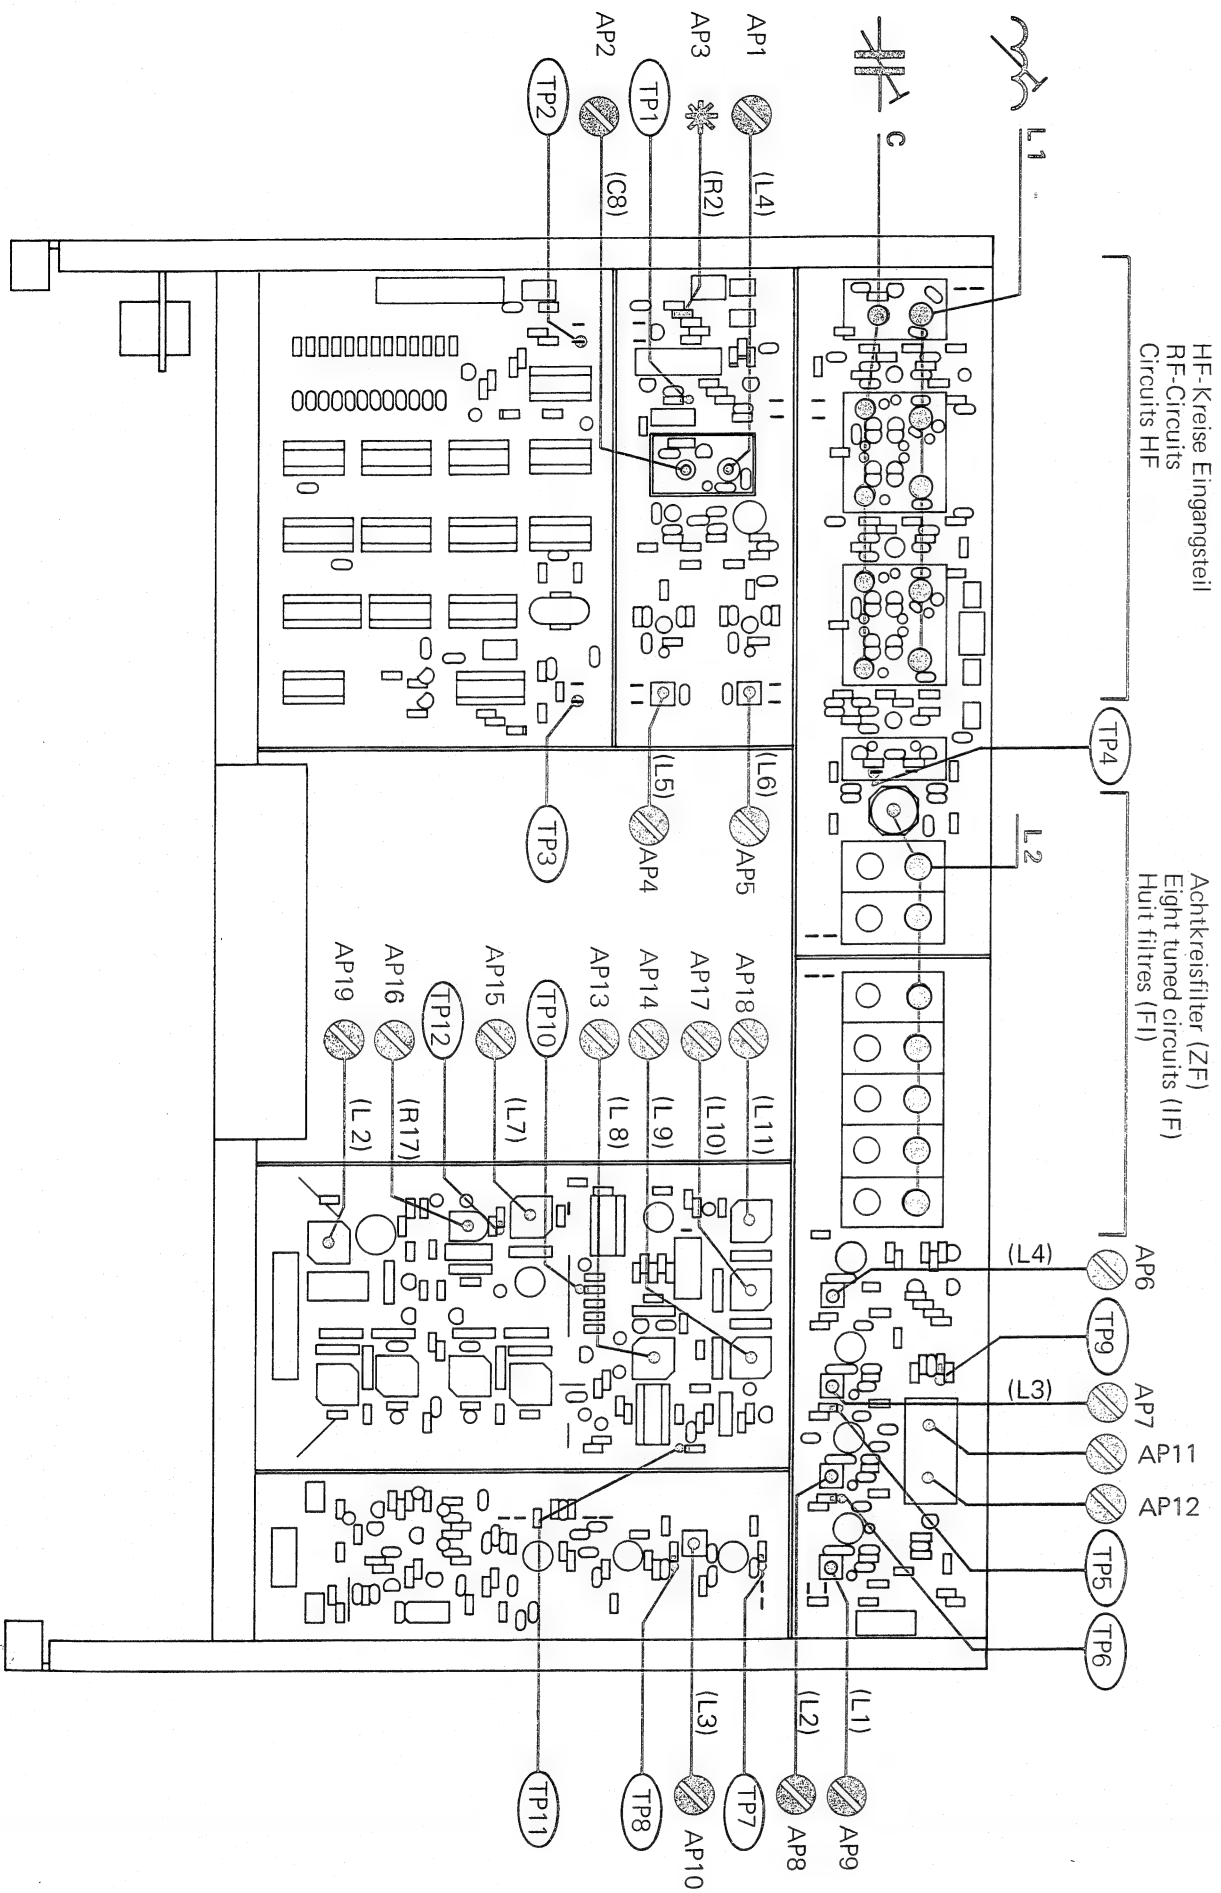 HF-Kreise Eingangsteil
RF-Circuits
Circuits HF
Achtkreisfilter (ZF)
Eight tuned circuits (IF)
Huit filtres (FI)
L1
C
AP1
(L4)
AP3
(R2)
TP1
AP2
(C8)
TP2
TP4
L2
AP6
(L4)
TP9
AP7
(L3)
AP11
AP12
TP5
TP6
(L6)
AP5
(L5)
AP4
TP3
AP18
(L11)
AP17
(L10)
AP14
(L9)
AP13
(L8)
TP10
AP15
(L7)
TP12
AP16
(R17)
AP19
(L2)
(L1)
AP9
(L2)
AP8
TP7
(L3)
AP10
TP8
TP11